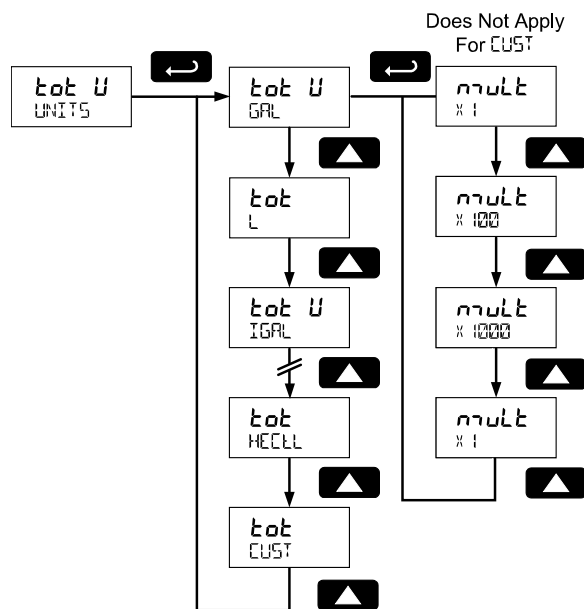 Does Not Apply
For CUST
tot U
UNITS
tot U
GAL
tot
L
tot U
IGAL
tot
HECtL
tot
CUST
mult
X 1
mult
X 100
mult
X 1000
mult
X 1